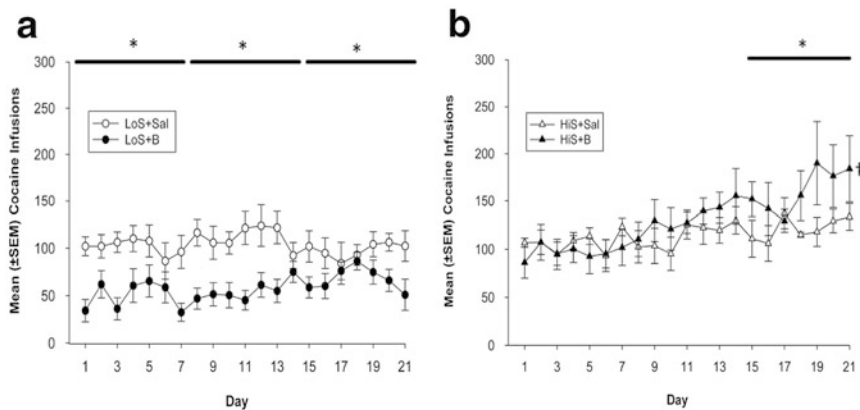 a
*
*
*
300
250
200
150
100
50
0
LoS+Sal
LoS+B
Mean (±SEM) Cocaine Infusions
1 3 5 7 9 11 13 15 17 19 21
Day
b
*
300
250
200
150
100
50
0
HiS+Sal
HiS+B
†
Mean (±SEM) Cocaine Infusions
1 3 5 7 9 11 13 15 17 19 21
Day